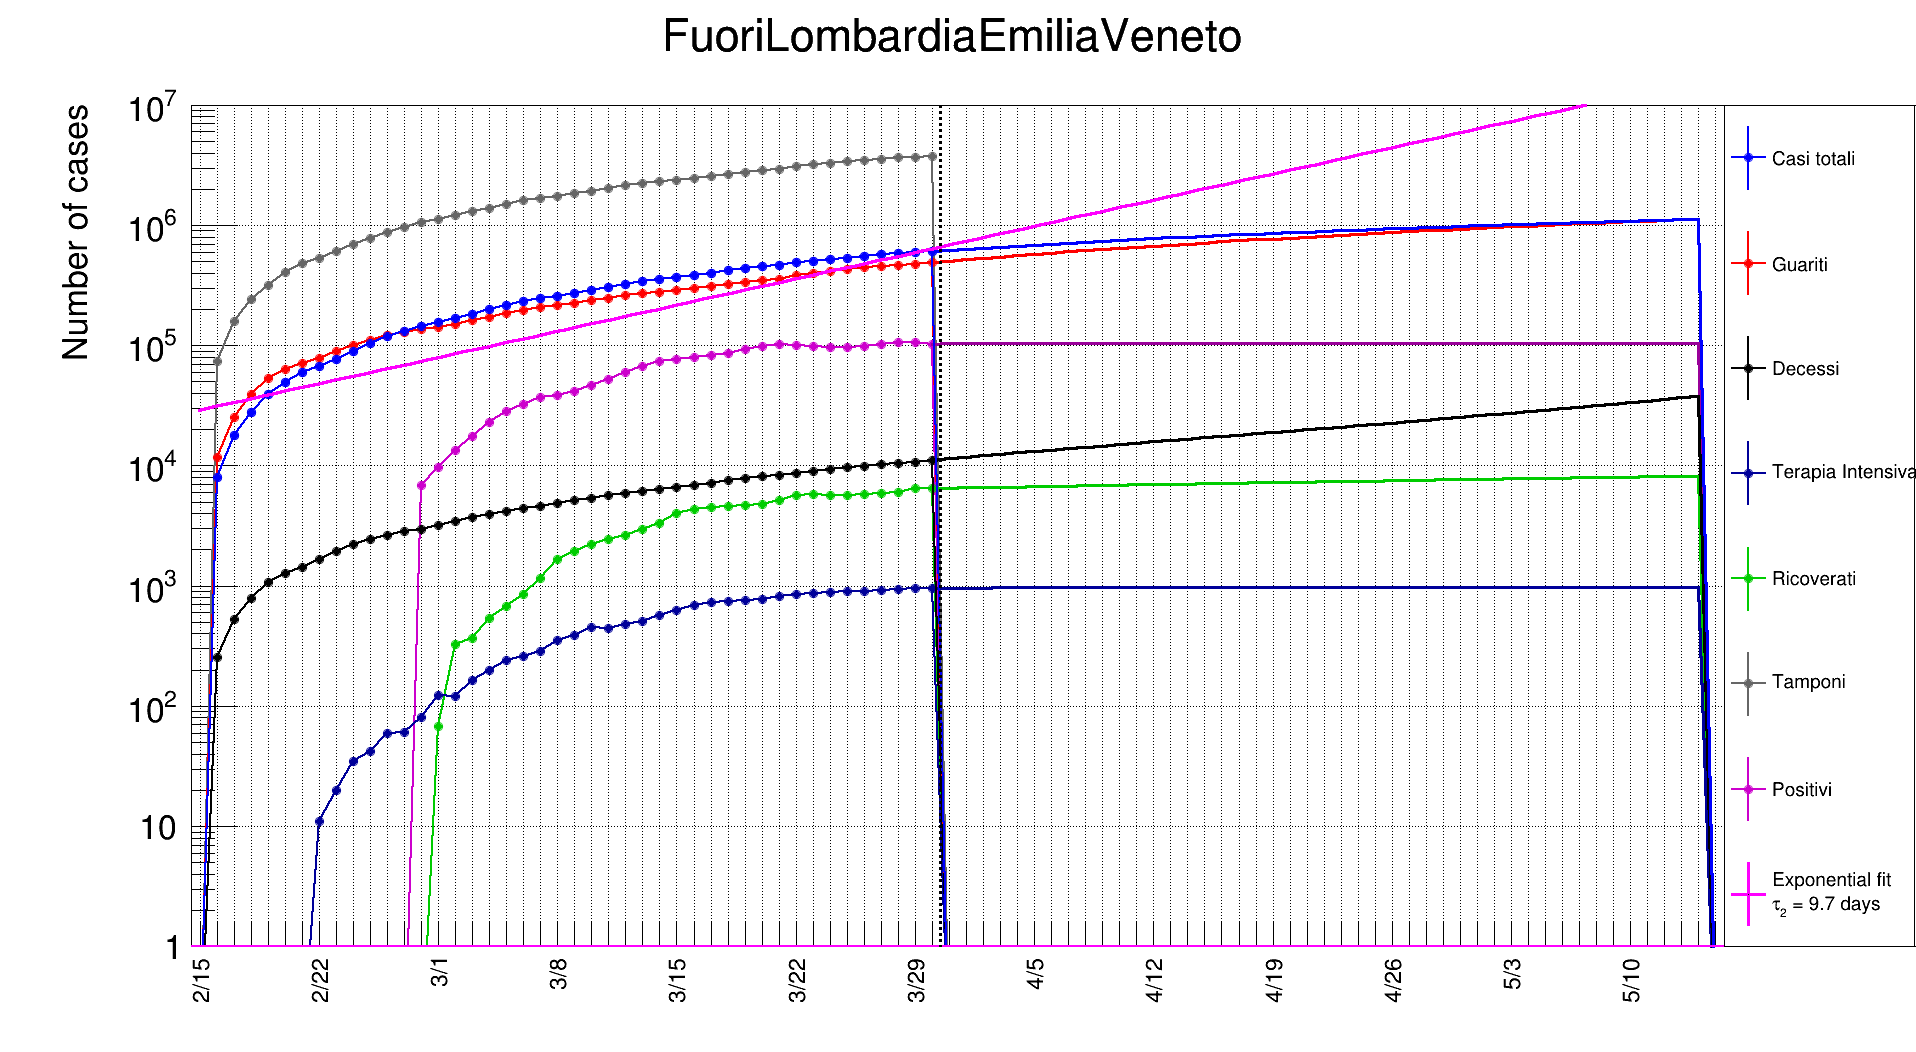 FuoriLombardiaEmiliaVeneto
Number of cases
10^7
10^6
10^5
10^4
10^3
10^2
10
1
2/15 2/22 3/1 3/8 3/15 3/22 3/29 4/5 4/12 4/19 4/26 5/3 5/10
Casi totali
Guariti
Decessi
Terapia Intensiva
Ricoverati
Tamponi
Positivi
Exponential fit
τ₂ = 9.7 days